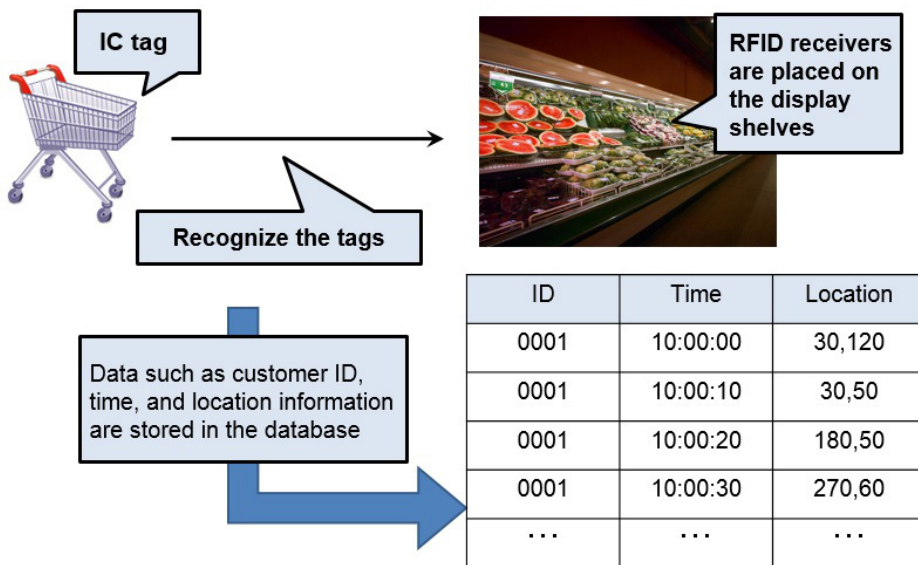 IC tag
RFID receivers
are placed on
the display
shelves
Recognize the tags
Data such as customer ID,
time, and location information
are stored in the database
ID Time Location
0001 10:00:00 30,120
0001 10:00:10 30,50
0001 10:00:20 180,50
0001 10:00:30 270,60
... ... ...